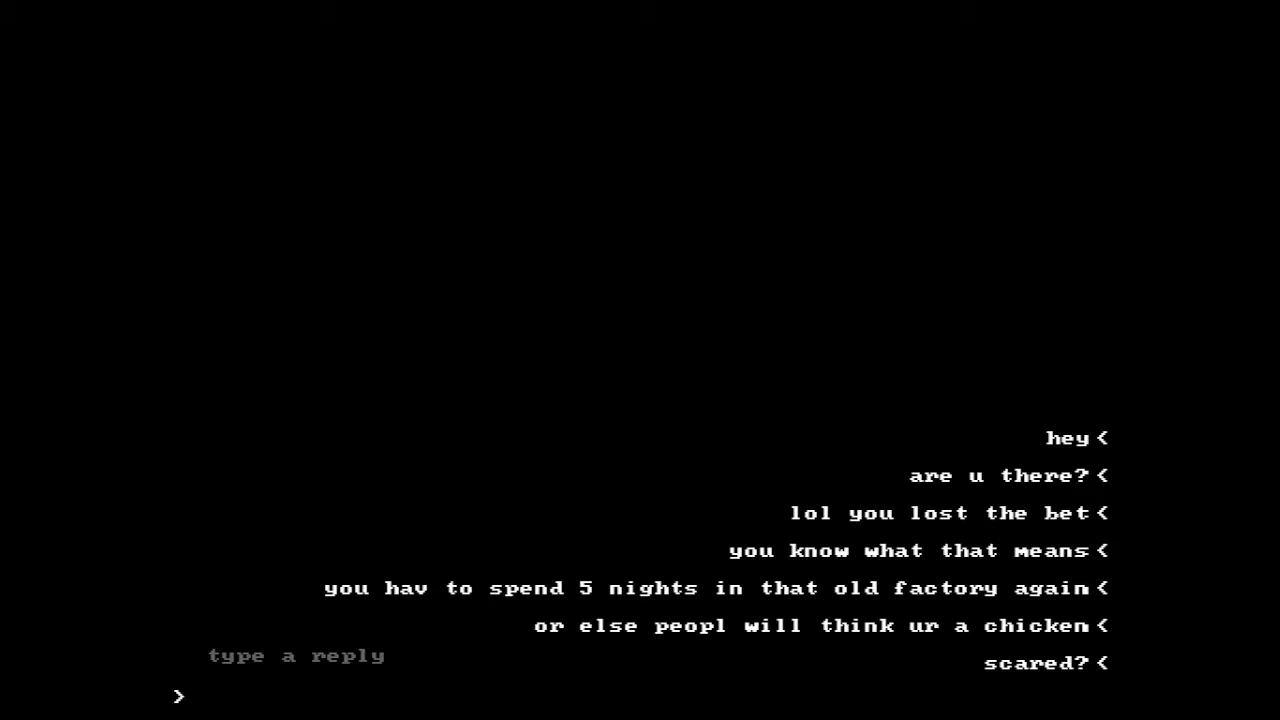 hey <
are u there? <
lol you lost the bet <
you know what that means <
you hav to spend 5 nights in that old factory again <
or else peopl will think ur a chicken <
type a reply
scared? <
>